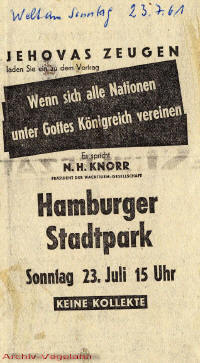 Welt am Sonntag 23.7.61
JEHOVAS ZEUGEN
laden Sie ein zu dem Vortrag
Wenn sich alle Nationen
unter Gottes Königreich vereinen
Es spricht
N. H. KNORR
PRÄSIDENT DER WACHTTURM-GESELLSCHAFT
Hamburger
Stadtpark
Sonntag 23. Juli 15 Uhr
KEINE KOLLEKTE
Archiv-Vegelahn